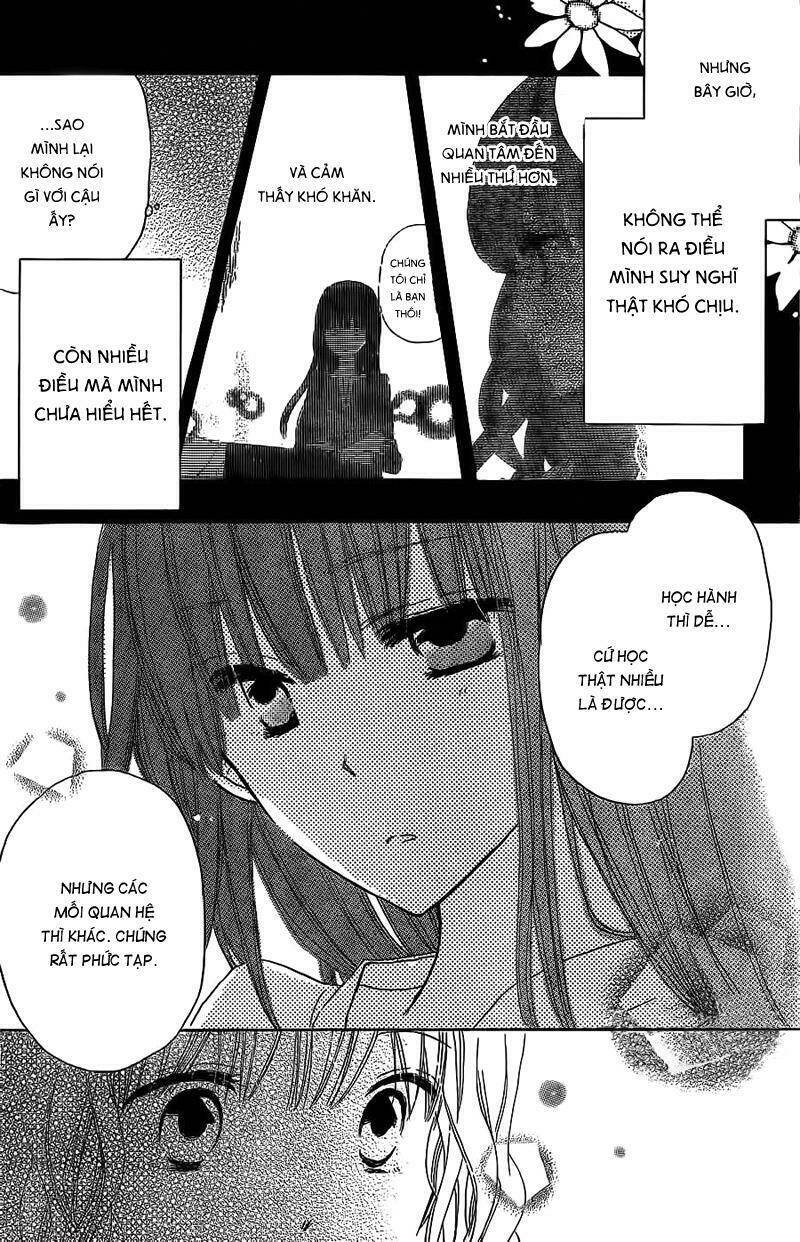 NHƯNG
BÂY GIỜ,
KHÔNG THỂ
NÓI RA ĐIỀU
MÌNH SUY NGHĨ
THẬT KHÓ CHỊU.
MÌNH BẮT ĐẦU
QUAN TÂM ĐẾN
NHIỀU THỨ HƠN.
VÀ CẢM
THẤY KHÓ KHĂN.
CHÚNG
TÔI CHỈ
LÀ BẠN
THÔI!
...SAO
MÌNH LẠI
KHÔNG NÓI
GÌ VỚI CẬU
ẤY?
CÒN NHIỀU
ĐIỀU MÀ MÌNH
CHƯA HIỂU HẾT.
HỌC HÀNH
THÌ DỄ...
CỨ HỌC
THẬT NHIỀU
LÀ ĐƯỢC...
NHƯNG CÁC
MỐI QUAN HỆ
THÌ KHÁC. CHÚNG
RẤT PHỨC TẠP.